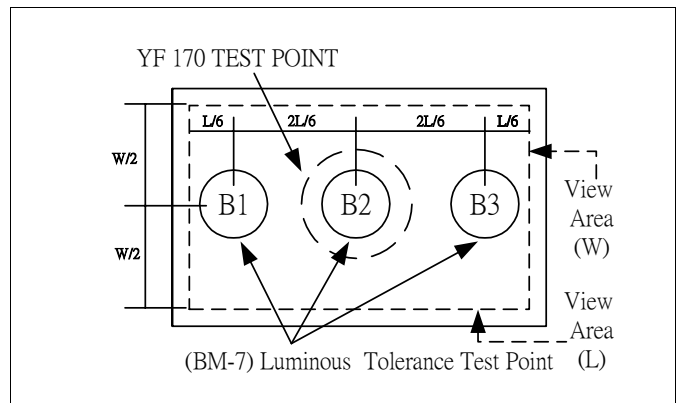 YF 170 TEST POINT
L/6 2L/6 2L/6 L/6
W/2
B1 B2 B3
View
Area
(W)
W/2
View
Area
(L)
(BM-7) Luminous Tolerance Test Point